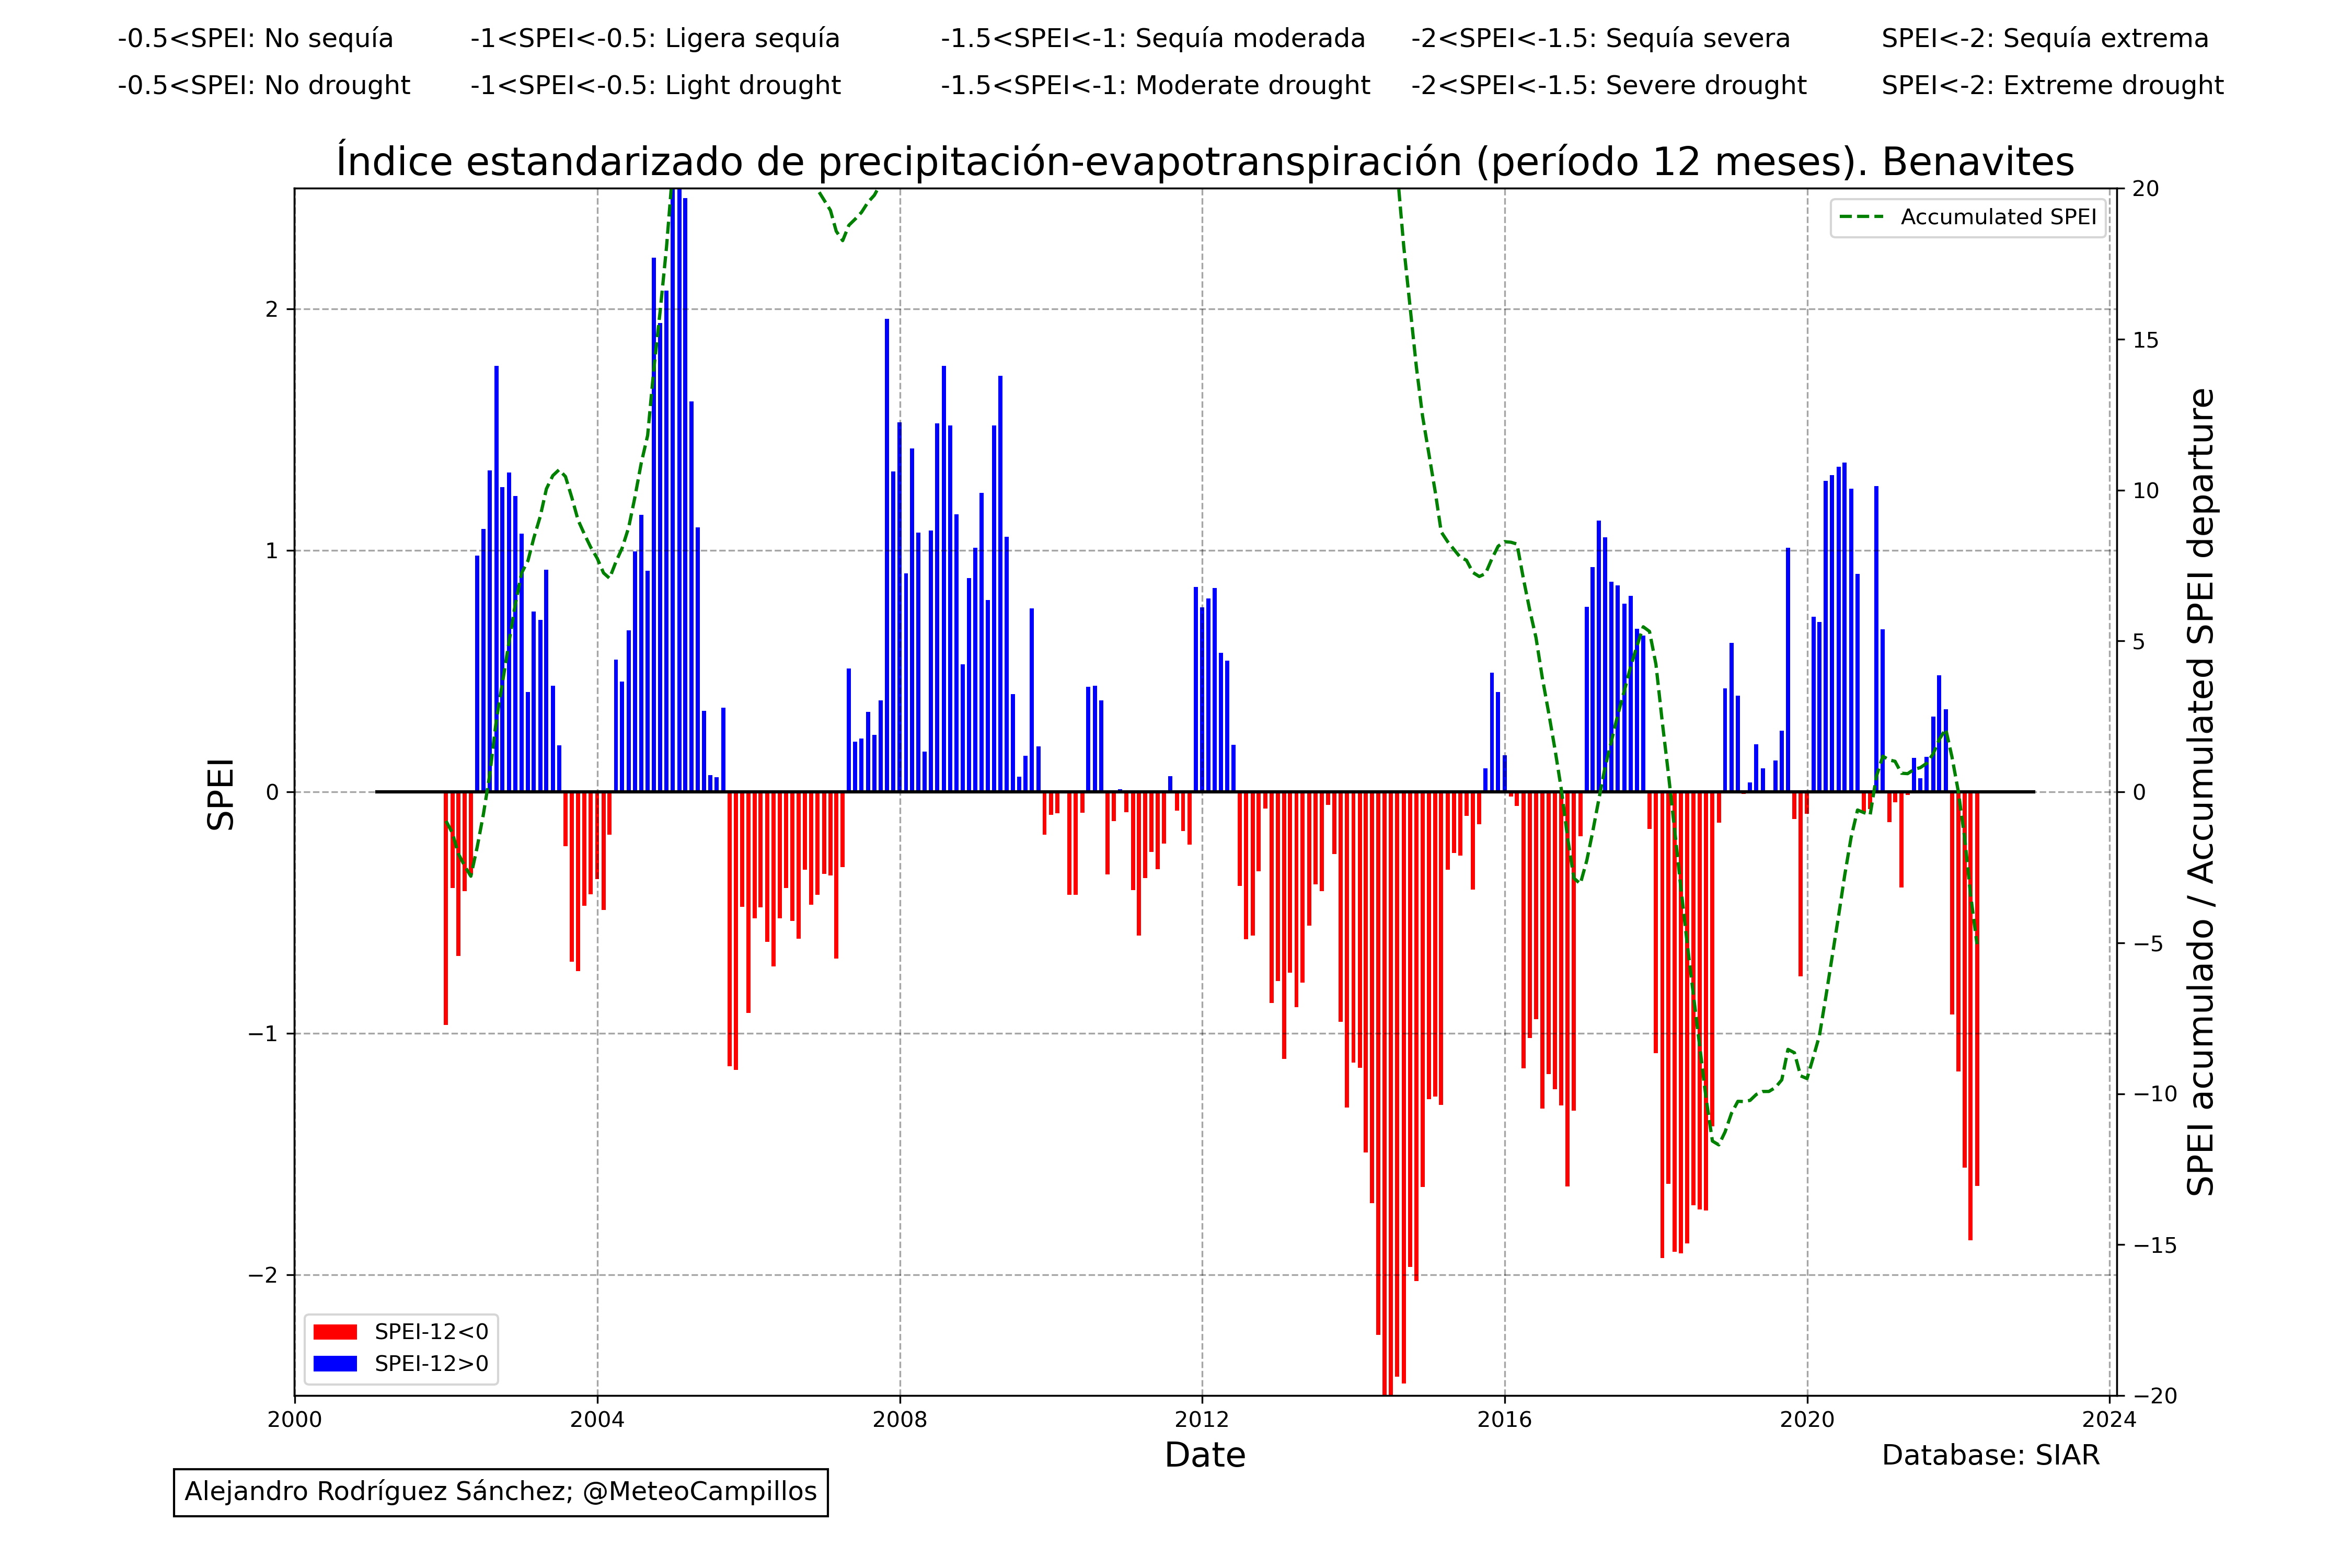 -0.5<SPEI: No sequía -1<SPEI<-0.5: Ligera sequía -1.5<SPEI<-1: Sequía moderada -2<SPEI<-1.5: Sequía severa SPEI<-2: Sequía extrema
-0.5<SPEI: No drought -1<SPEI<-0.5: Light drought -1.5<SPEI<-1: Moderate drought -2<SPEI<-1.5: Severe drought SPEI<-2: Extreme drought
Índice estandarizado de precipitación-evapotranspiración (período 12 meses). Benavites
Accumulated SPEI
2
1
0
−1
−2
SPEI
20
15
10
5
0
−5
−10
−15
−20
SPEI acumulado / Accumulated SPEI departure
SPEI-12<0
SPEI-12>0
2000 2004 2008 2012 2016 2020 2024
Date
Database: SIAR
Alejandro Rodríguez Sánchez; @MeteoCampillos